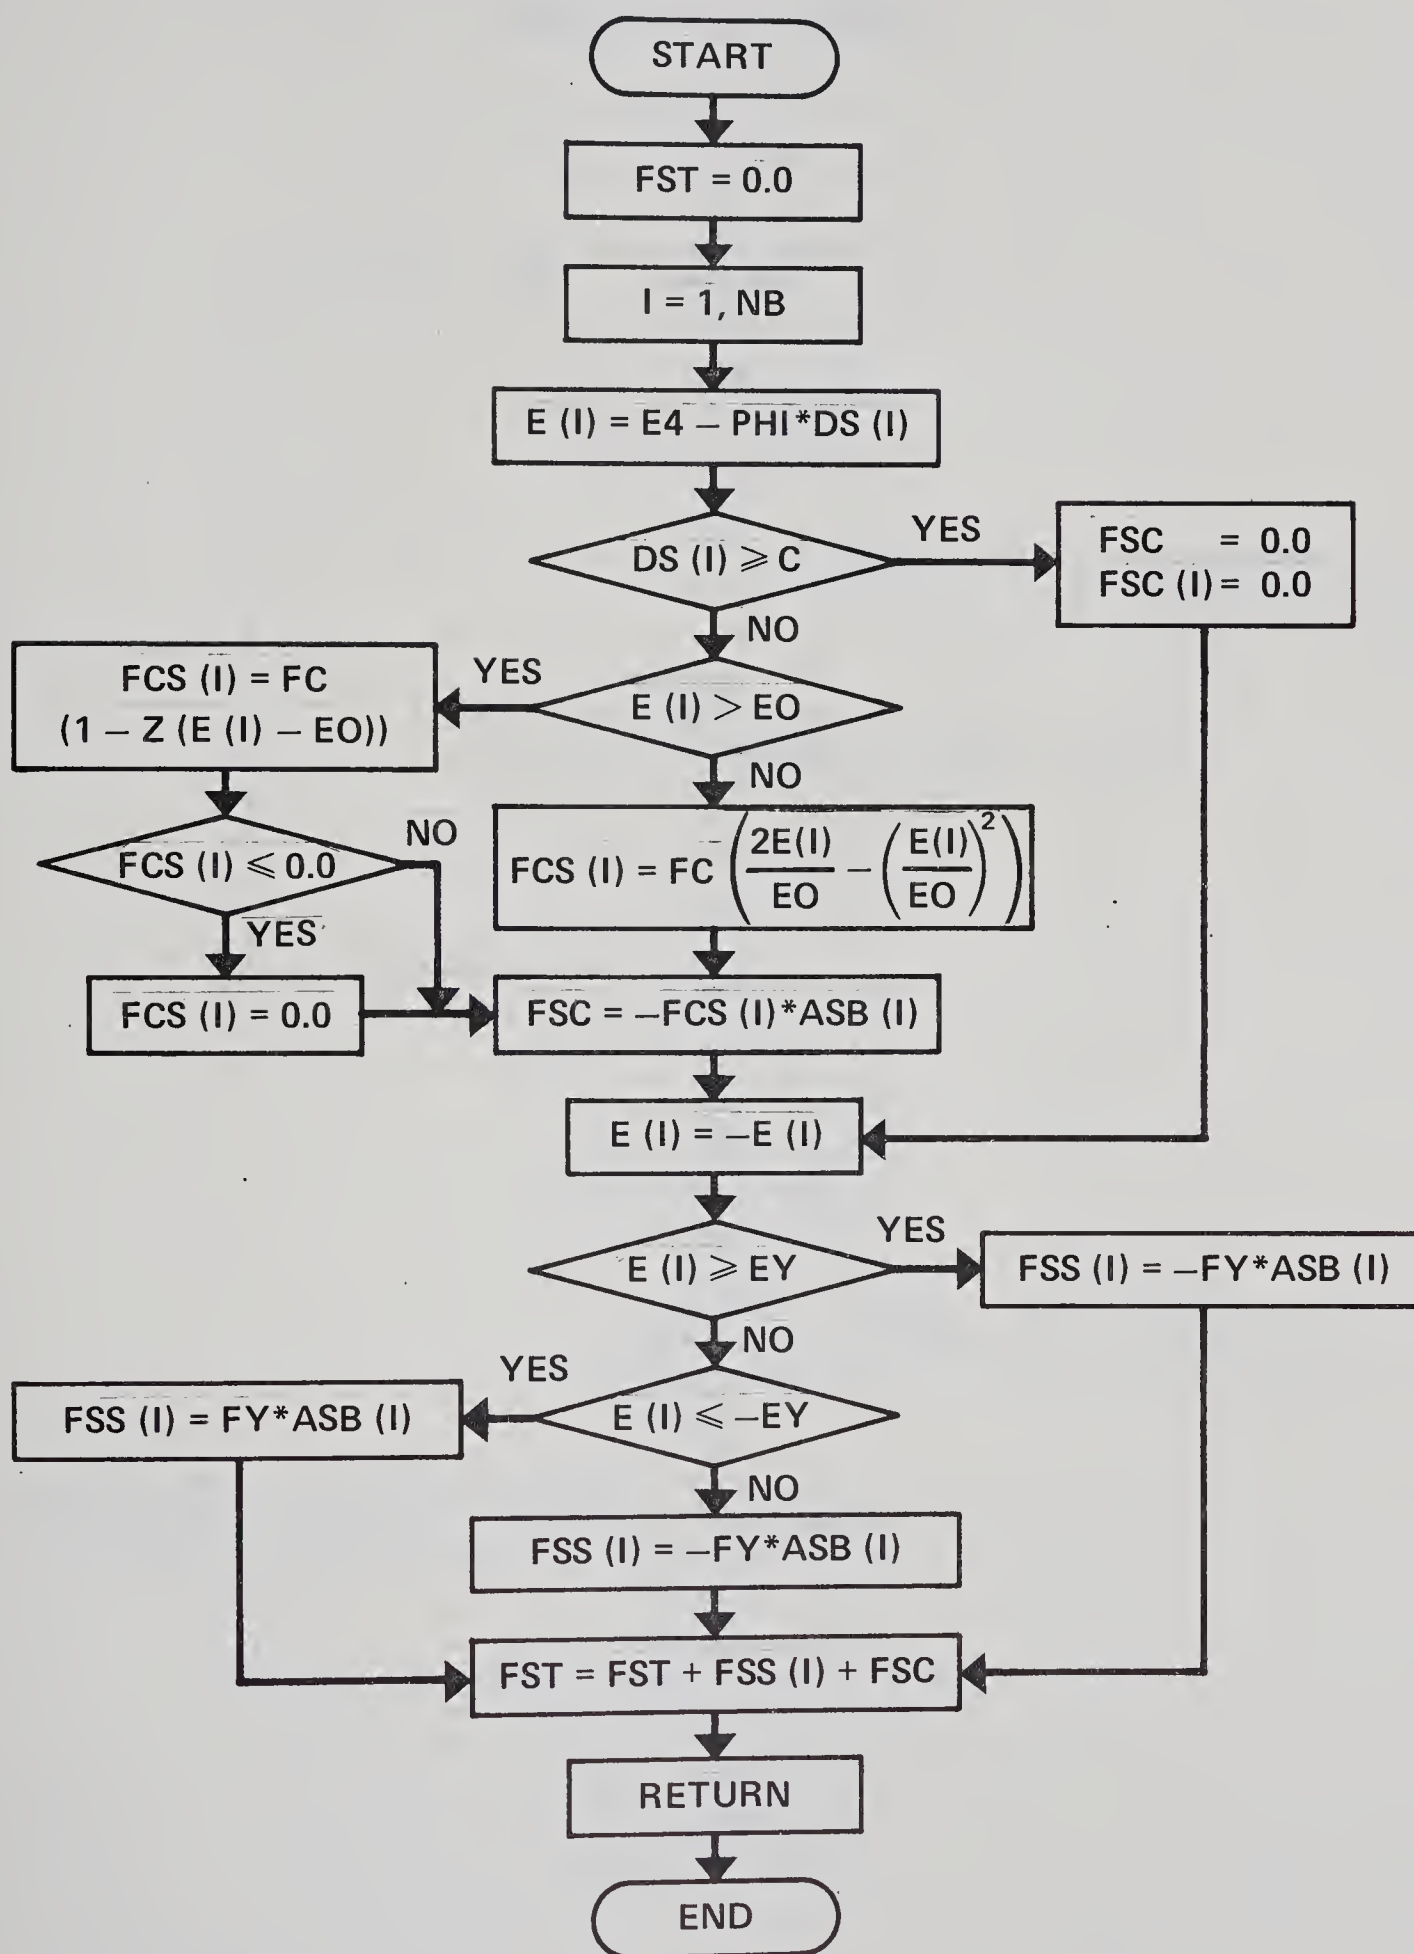 START
FST = 0.0
I = 1, NB
E (I) = E4 – PHI*DS (I)
DS (I) ⩾ C
YES
FSC = 0.0
FSC (I) = 0.0
NO
E (I) > EO
YES
FCS (I) = FC
(1 – Z (E (I) – EO))
NO
FCS (I) ⩽ 0.0
NO
YES
FCS (I) = 0.0
FCS (I) = FC (2E(I)/EO – (E(I)/EO)²)
FSC = –FCS (I)*ASB (I)
E (I) = –E (I)
E (I) ⩾ EY
YES
FSS (I) = –FY*ASB (I)
NO
E (I) ⩽ –EY
YES
FSS (I) = FY*ASB (I)
NO
FSS (I) = –FY*ASB (I)
FST = FST + FSS (I) + FSC
RETURN
END